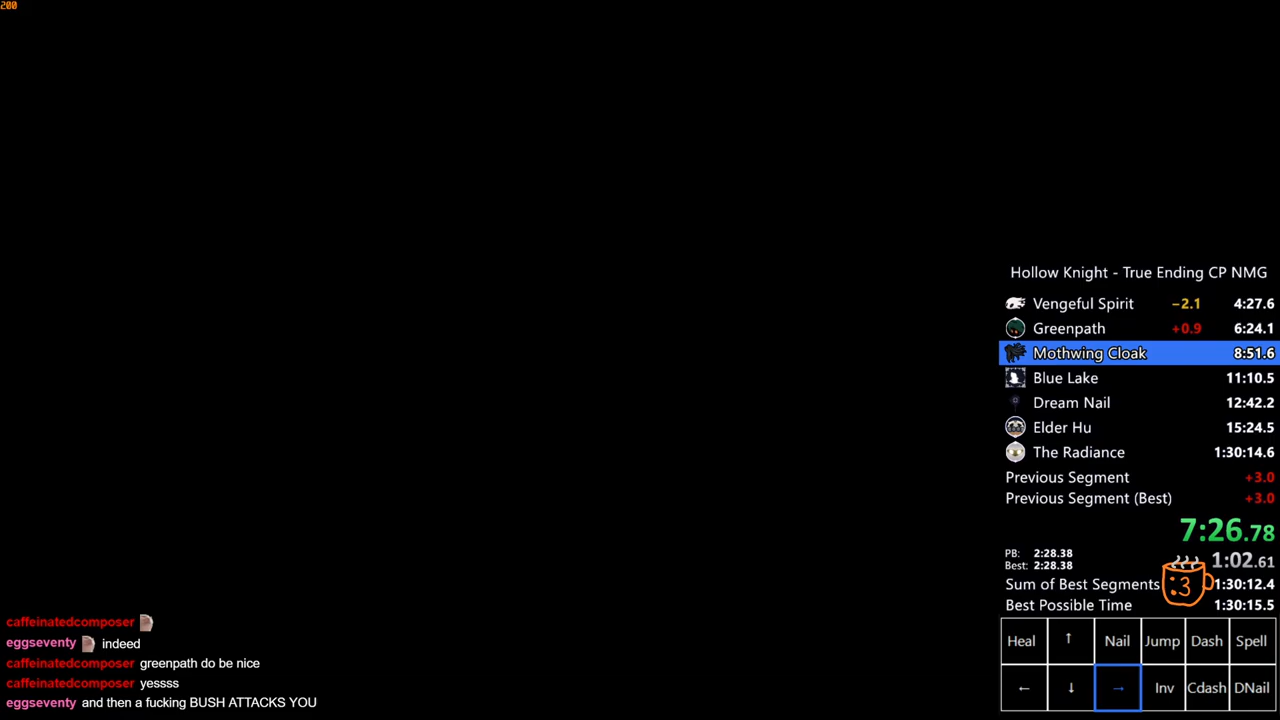 200
Hollow Knight - True Ending CP NMG
Vengeful Spirit −2.1 4:27.6
Greenpath +0.9 6:24.1
Mothwing Cloak 8:51.6
Blue Lake 11:10.5
Dream Nail 12:42.2
Elder Hu 15:24.5
The Radiance 1:30:14.6
Previous Segment +3.0
Previous Segment (Best) +3.0
7:26.78
PB: 2:28.38
Best: 2:28.38
1:02.61
Sum of Best Segments 1:30:12.4
Best Possible Time 1:30:15.5
Heal ↑ Nail Jump Dash Spell
← ↓ → Inv Cdash DNail
caffeinatedcomposer
eggseventy indeed
caffeinatedcomposer greenpath do be nice
caffeinatedcomposer yessss
eggseventy and then a fucking BUSH ATTACKS YOU